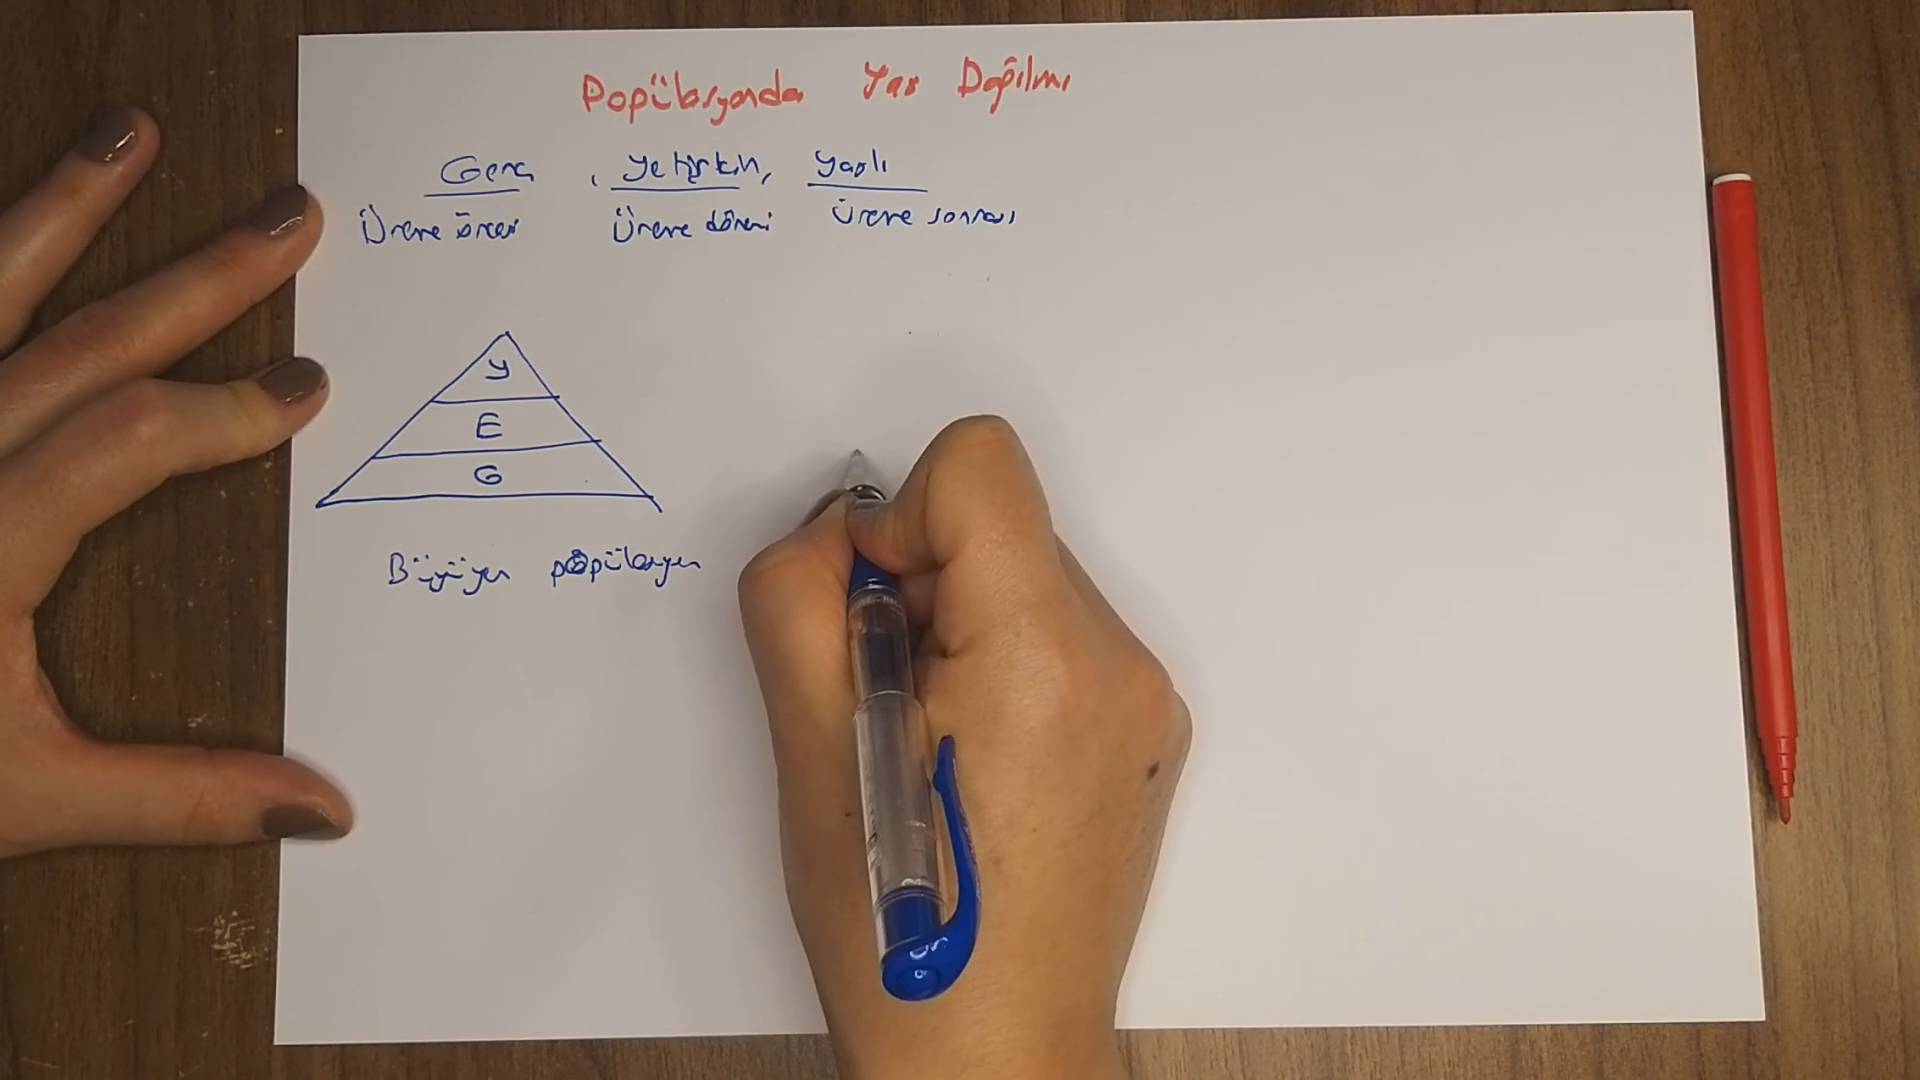 Popülasyonda Yaş Dağılımı
Genç , Yetişkin, Yaşlı
Üreme öncesi Üreme dönemi Üreme sonrası
Y
E
G
Büyüyen popülasyon